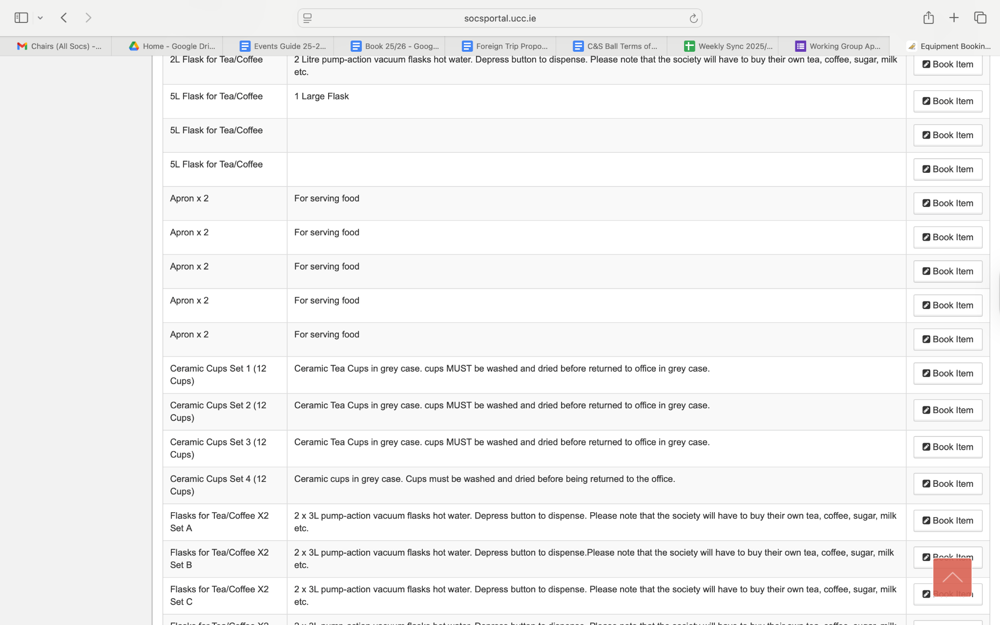 socsportal.ucc.ie
Chairs (All Socs) -...
Home - Google Dri...
Events Guide 25-2...
Book 25/26 - Goog...
Foreign Trip Propo...
C&S Ball Terms of...
Weekly Sync 2025/...
Working Group Ap...
Equipment Bookin...
2L Flask for Tea/Coffee
2 Litre pump-action vacuum flasks hot water. Depress button to dispense. Please note that the society will have to buy their own tea, coffee, sugar, milk
etc.
Book Item
5L Flask for Tea/Coffee
1 Large Flask
Book Item
5L Flask for Tea/Coffee
Book Item
5L Flask for Tea/Coffee
Book Item
Apron x 2
For serving food
Book Item
Apron x 2
For serving food
Book Item
Apron x 2
For serving food
Book Item
Apron x 2
For serving food
Book Item
Apron x 2
For serving food
Book Item
Ceramic Cups Set 1 (12
Cups)
Ceramic Tea Cups in grey case. cups MUST be washed and dried before returned to office in grey case.
Book Item
Ceramic Cups Set 2 (12
Cups)
Ceramic Tea Cups in grey case. cups MUST be washed and dried before returned to office in grey case.
Book Item
Ceramic Cups Set 3 (12
Cups)
Ceramic Tea Cups in grey case. cups MUST be washed and dried before returned to office in grey case.
Book Item
Ceramic Cups Set 4 (12
Cups)
Ceramic cups in grey case. Cups must be washed and dried before being returned to the office.
Book Item
Flasks for Tea/Coffee X2
Set A
2 x 3L pump-action vacuum flasks hot water. Depress button to dispense. Please note that the society will have to buy their own tea, coffee, sugar, milk
etc.
Book Item
Flasks for Tea/Coffee X2
Set B
2 x 3L pump-action vacuum flasks hot water. Depress button to dispense.Please note that the society will have to buy their own tea, coffee, sugar, milk
etc.
Book Item
Flasks for Tea/Coffee X2
Set C
2 x 3L pump-action vacuum flasks hot water. Depress button to dispense. Please note that the society will have to buy their own tea, coffee, sugar, milk
etc.
Book Item